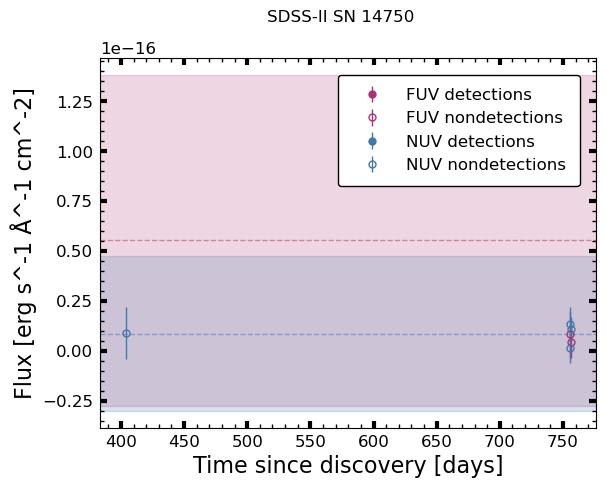 SDSS-II SN 14750
1e−16
Flux [erg s^-1 Å^-1 cm^-2]
1.25
1.00
0.75
0.50
0.25
0.00
−0.25
FUV detections
FUV nondetections
NUV detections
NUV nondetections
400 450 500 550 600 650 700 750
Time since discovery [days]